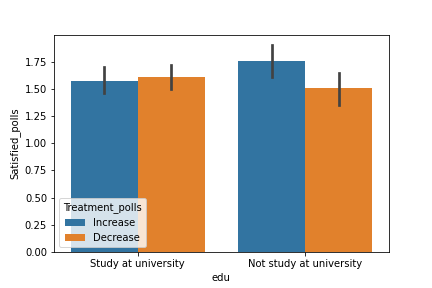 1.75
1.50
1.25
1.00
0.75
0.50
0.25
0.00
Satisfied_polls
Treatment_polls
Increase
Decrease
Study at university
Not study at university
edu